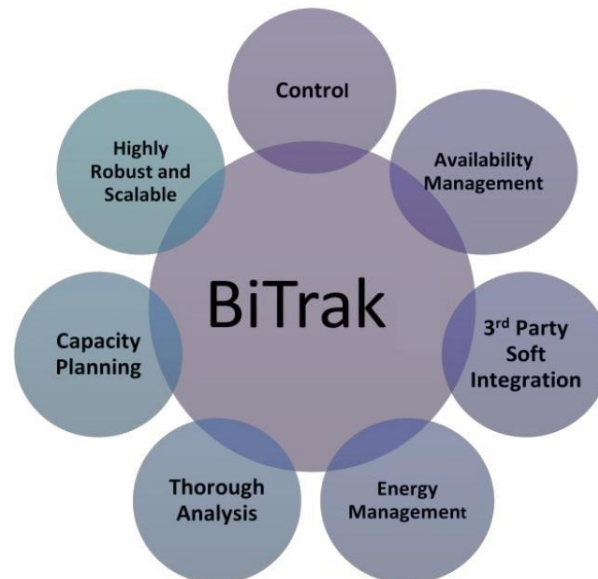 Control
Availability
Management
3rd Party
Soft
Integration
Energy
Management
Thorough
Analysis
Capacity
Planning
Highly
Robust and
Scalable
BiTrak